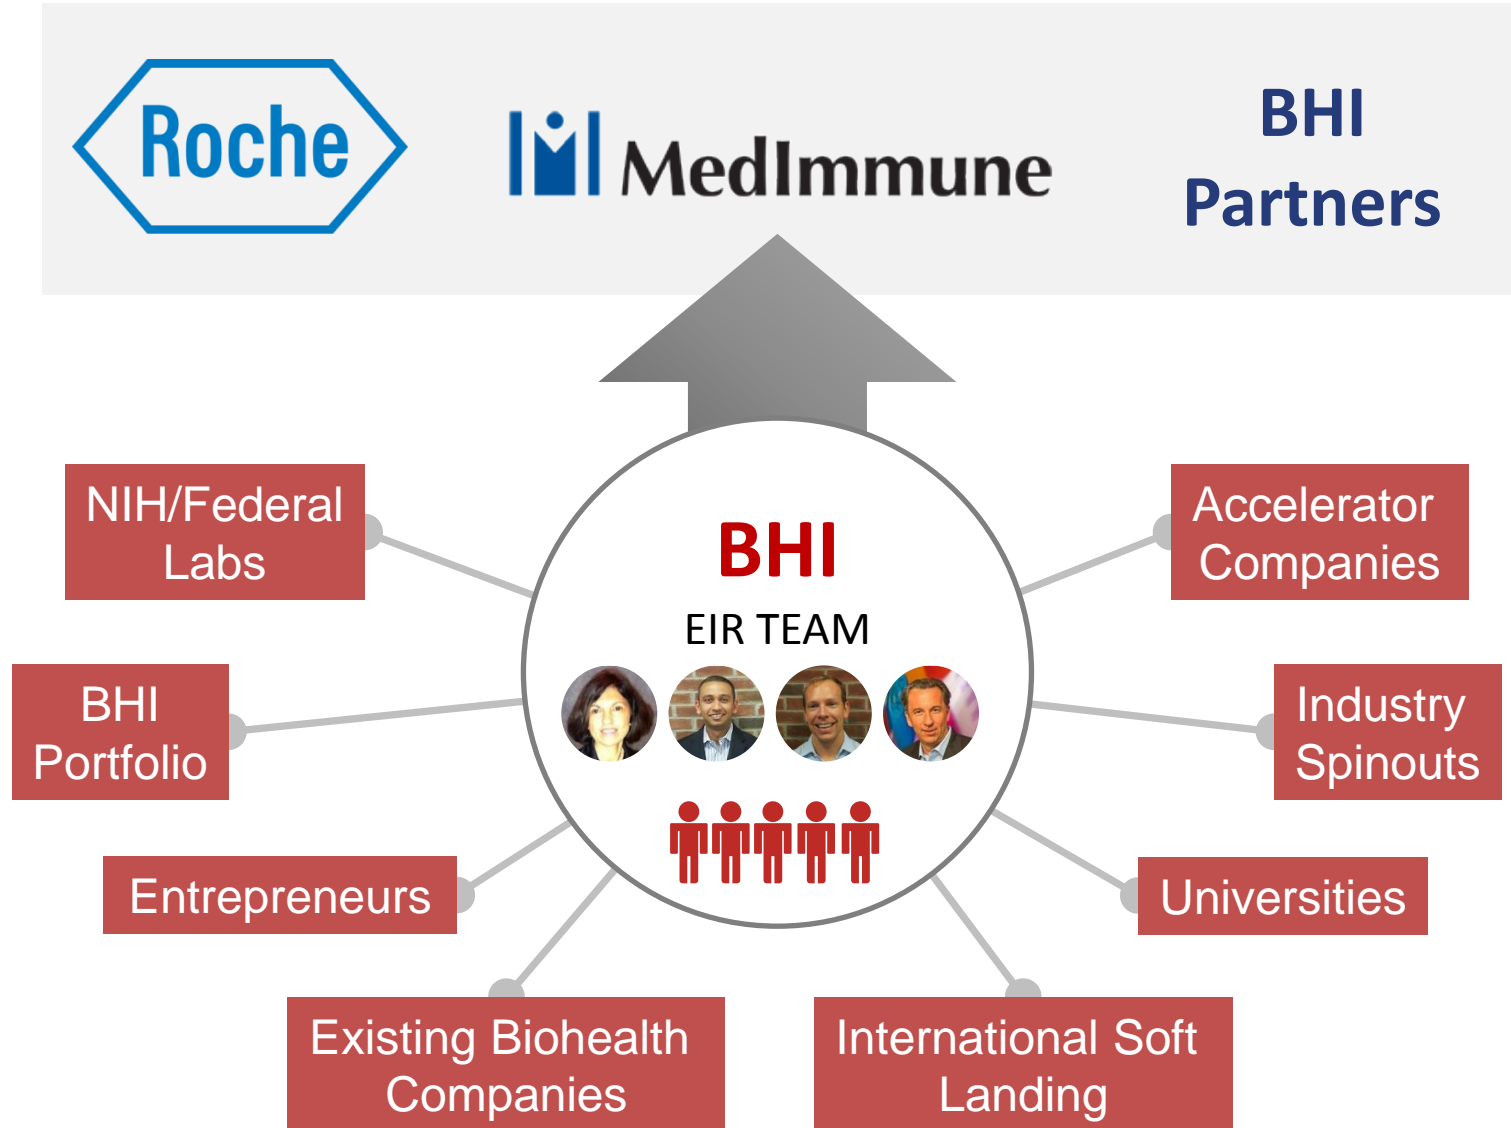 Roche
MedImmune
BHI
Partners
NIH/Federal
Labs
Accelerator
Companies
BHI
EIR TEAM
BHI
Portfolio
Industry
Spinouts
Entrepreneurs
Universities
Existing Biohealth
Companies
International Soft
Landing